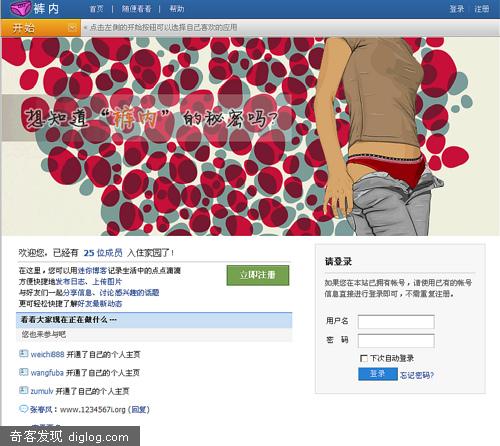 裤内
首页 | 随便看看 | 帮助
登录 | 注册
开始
« 点击左侧的开始按钮可以选择自己喜欢的应用
想知道“裤内”的秘密吗?
欢迎您，已经有 25 位成员 入住家园了!
在这里，您可以用迷你博客记录生活中的点点滴滴
方便快捷地发布日志、上传图片
与好友们一起分享信息、讨论感兴趣的话题
更可轻松快捷了解好友最新动态
立即注册
看看大家现在正在做什么
您也来参与吧
weichi888 开通了自己的个人主页
wangfuba 开通了自己的个人主页
zumulv 开通了自己的个人主页
张春风：www.1234567i.org (回复)
请登录
如果您在本站已拥有帐号，请使用已有的帐号
信息直接进行登录即可，不需重复注册。
用户名
密 码
下次自动登录
登录 忘记密码?
奇客发现 diglog.com